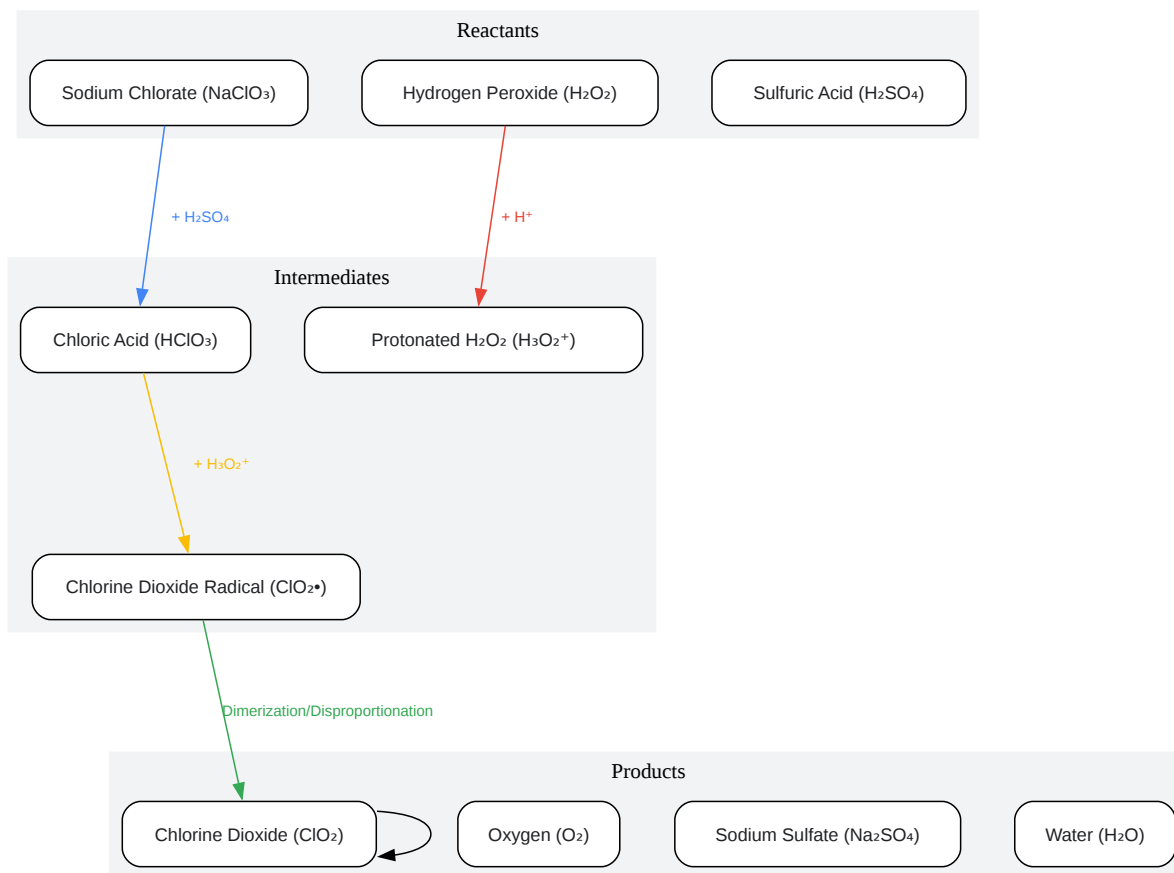 Reactants
Sodium Chlorate (NaClO₃)
Hydrogen Peroxide (H₂O₂)
Sulfuric Acid (H₂SO₄)
+ H₂SO₄
+ H⁺
Intermediates
Chloric Acid (HClO₃)
Protonated H₂O₂ (H₃O₂⁺)
+ H₃O₂⁺
Chlorine Dioxide Radical (ClO₂•)
Dimerization/Disproportionation
Products
Chlorine Dioxide (ClO₂)
Oxygen (O₂)
Sodium Sulfate (Na₂SO₄)
Water (H₂O)